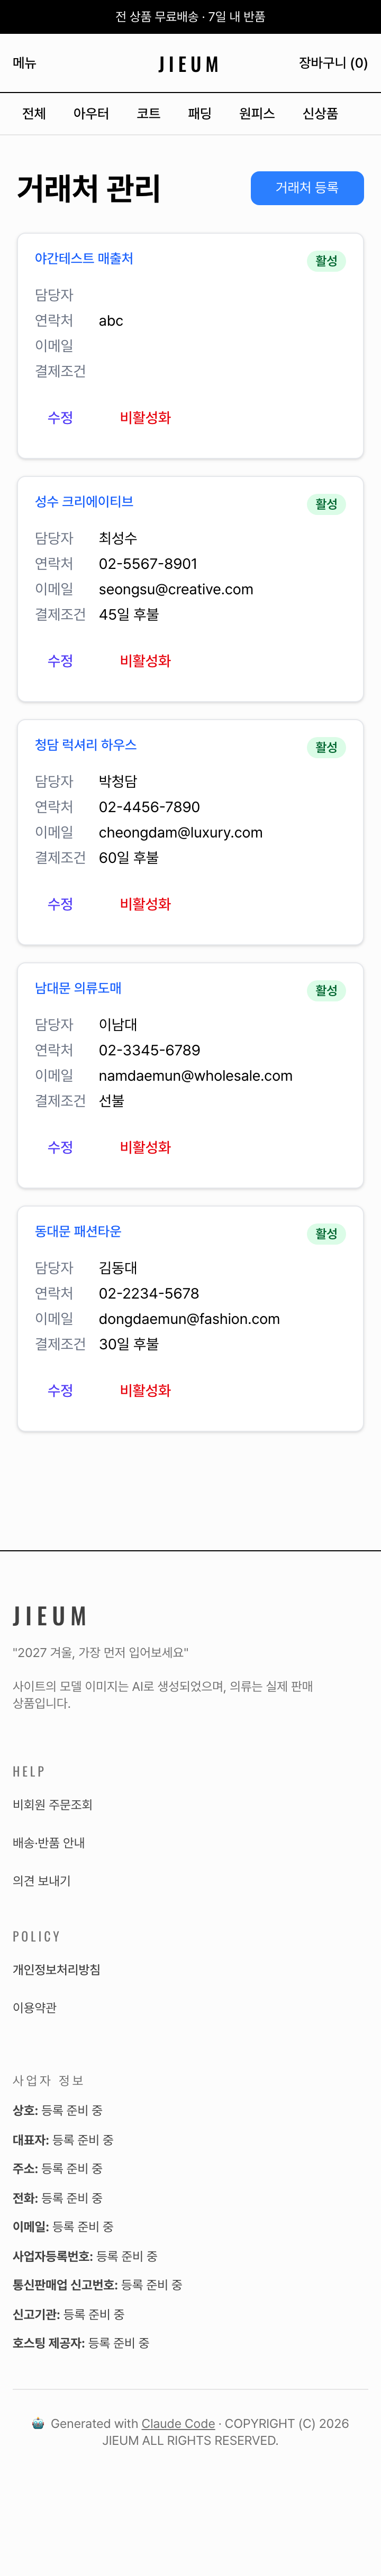 전 상품 무료배송 · 7일 내 반품
메뉴
JIEUM
장바구니 (0)
전체 아우터 코트 패딩 원피스 신상품
거래처 관리
거래처 등록
야간테스트 매출처
활성
담당자
연락처 abc
이메일
결제조건
수정 비활성화
성수 크리에이티브
활성
담당자 최성수
연락처 02-5567-8901
이메일 seongsu@creative.com
결제조건 45일 후불
수정 비활성화
청담 럭셔리 하우스
활성
담당자 박청담
연락처 02-4456-7890
이메일 cheongdam@luxury.com
결제조건 60일 후불
수정 비활성화
남대문 의류도매
활성
담당자 이남대
연락처 02-3345-6789
이메일 namdaemun@wholesale.com
결제조건 선불
수정 비활성화
동대문 패션타운
활성
담당자 김동대
연락처 02-2234-5678
이메일 dongdaemun@fashion.com
결제조건 30일 후불
수정 비활성화
JIEUM
"2027 겨울, 가장 먼저 입어보세요"
사이트의 모델 이미지는 AI로 생성되었으며, 의류는 실제 판매
상품입니다.
HELP
비회원 주문조회
배송·반품 안내
의견 보내기
POLICY
개인정보처리방침
이용약관
사업자 정보
상호: 등록 준비 중
대표자: 등록 준비 중
주소: 등록 준비 중
전화: 등록 준비 중
이메일: 등록 준비 중
사업자등록번호: 등록 준비 중
통신판매업 신고번호: 등록 준비 중
신고기관: 등록 준비 중
호스팅 제공자: 등록 준비 중
🤖 Generated with Claude Code · COPYRIGHT (C) 2026
JIEUM ALL RIGHTS RESERVED.